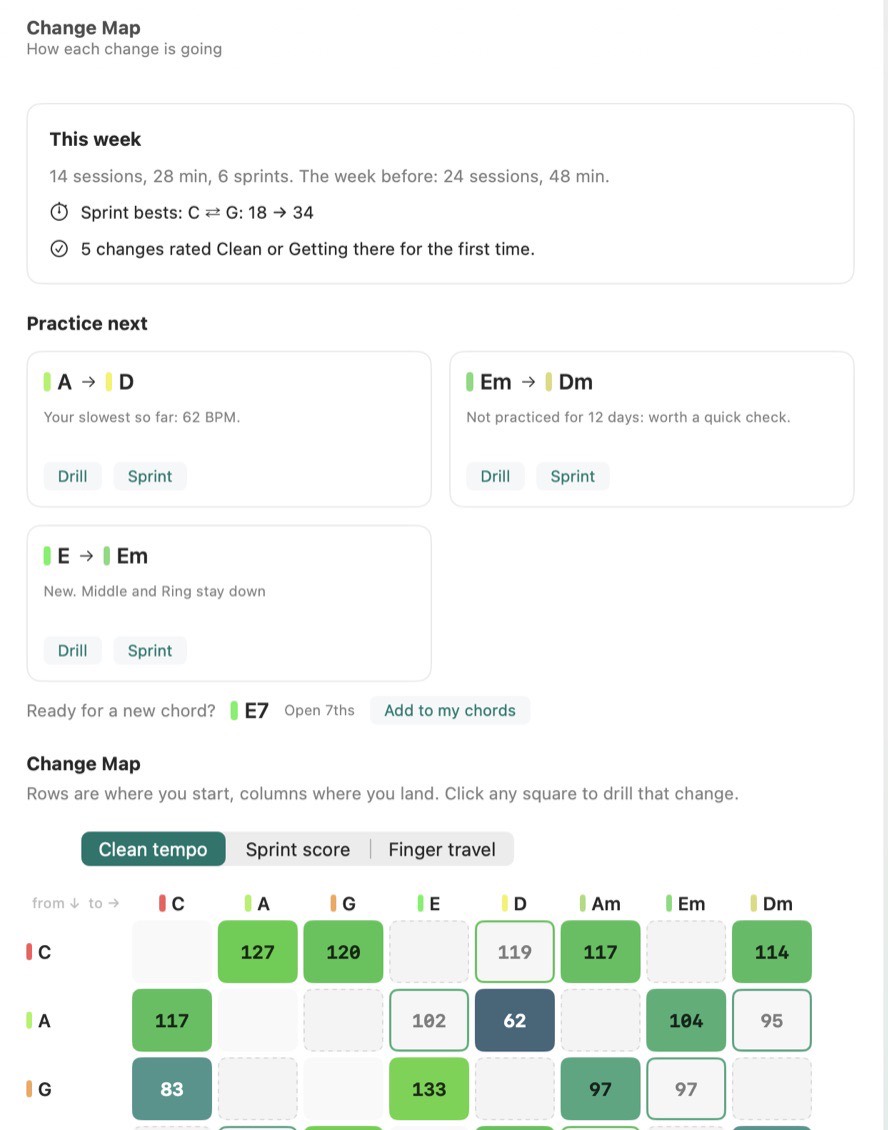 Change Map
How each change is going
This week
14 sessions, 28 min, 6 sprints. The week before: 24 sessions, 48 min.
Sprint bests: C ⇄ G: 18 → 34
5 changes rated Clean or Getting there for the first time.
Practice next
A → D
Your slowest so far: 62 BPM.
Drill Sprint
Em → Dm
Not practiced for 12 days: worth a quick check.
Drill Sprint
E → Em
New. Middle and Ring stay down
Drill Sprint
Ready for a new chord? E7 Open 7ths Add to my chords
Change Map
Rows are where you start, columns where you land. Click any square to drill that change.
Clean tempo Sprint score Finger travel
from ↓ to → C A G E D Am Em Dm
C 127 120 119 117 114
A 117 102 62 104 95
G 83 133 97 97